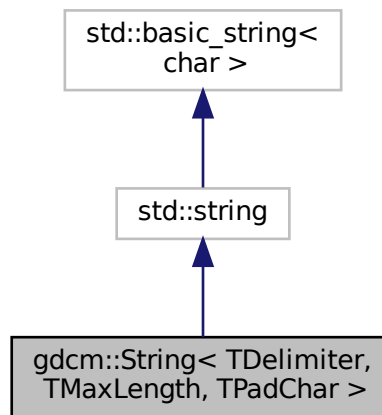 std::basic_string<
char >
std::string
gdcm::String< TDelimiter,
TMaxLength, TPadChar >